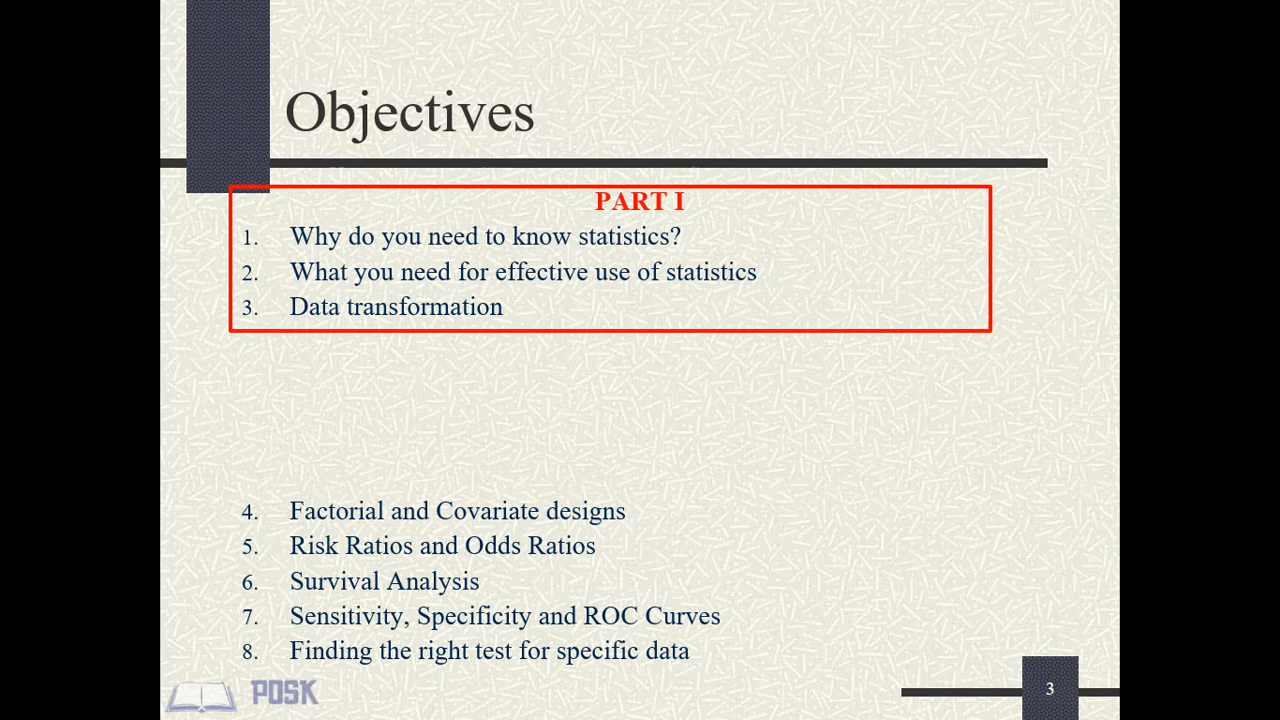 Objectives
PART I
1. Why do you need to know statistics?
2. What you need for effective use of statistics
3. Data transformation
4. Factorial and Covariate designs
5. Risk Ratios and Odds Ratios
6. Survival Analysis
7. Sensitivity, Specificity and ROC Curves
8. Finding the right test for specific data
POSK
3